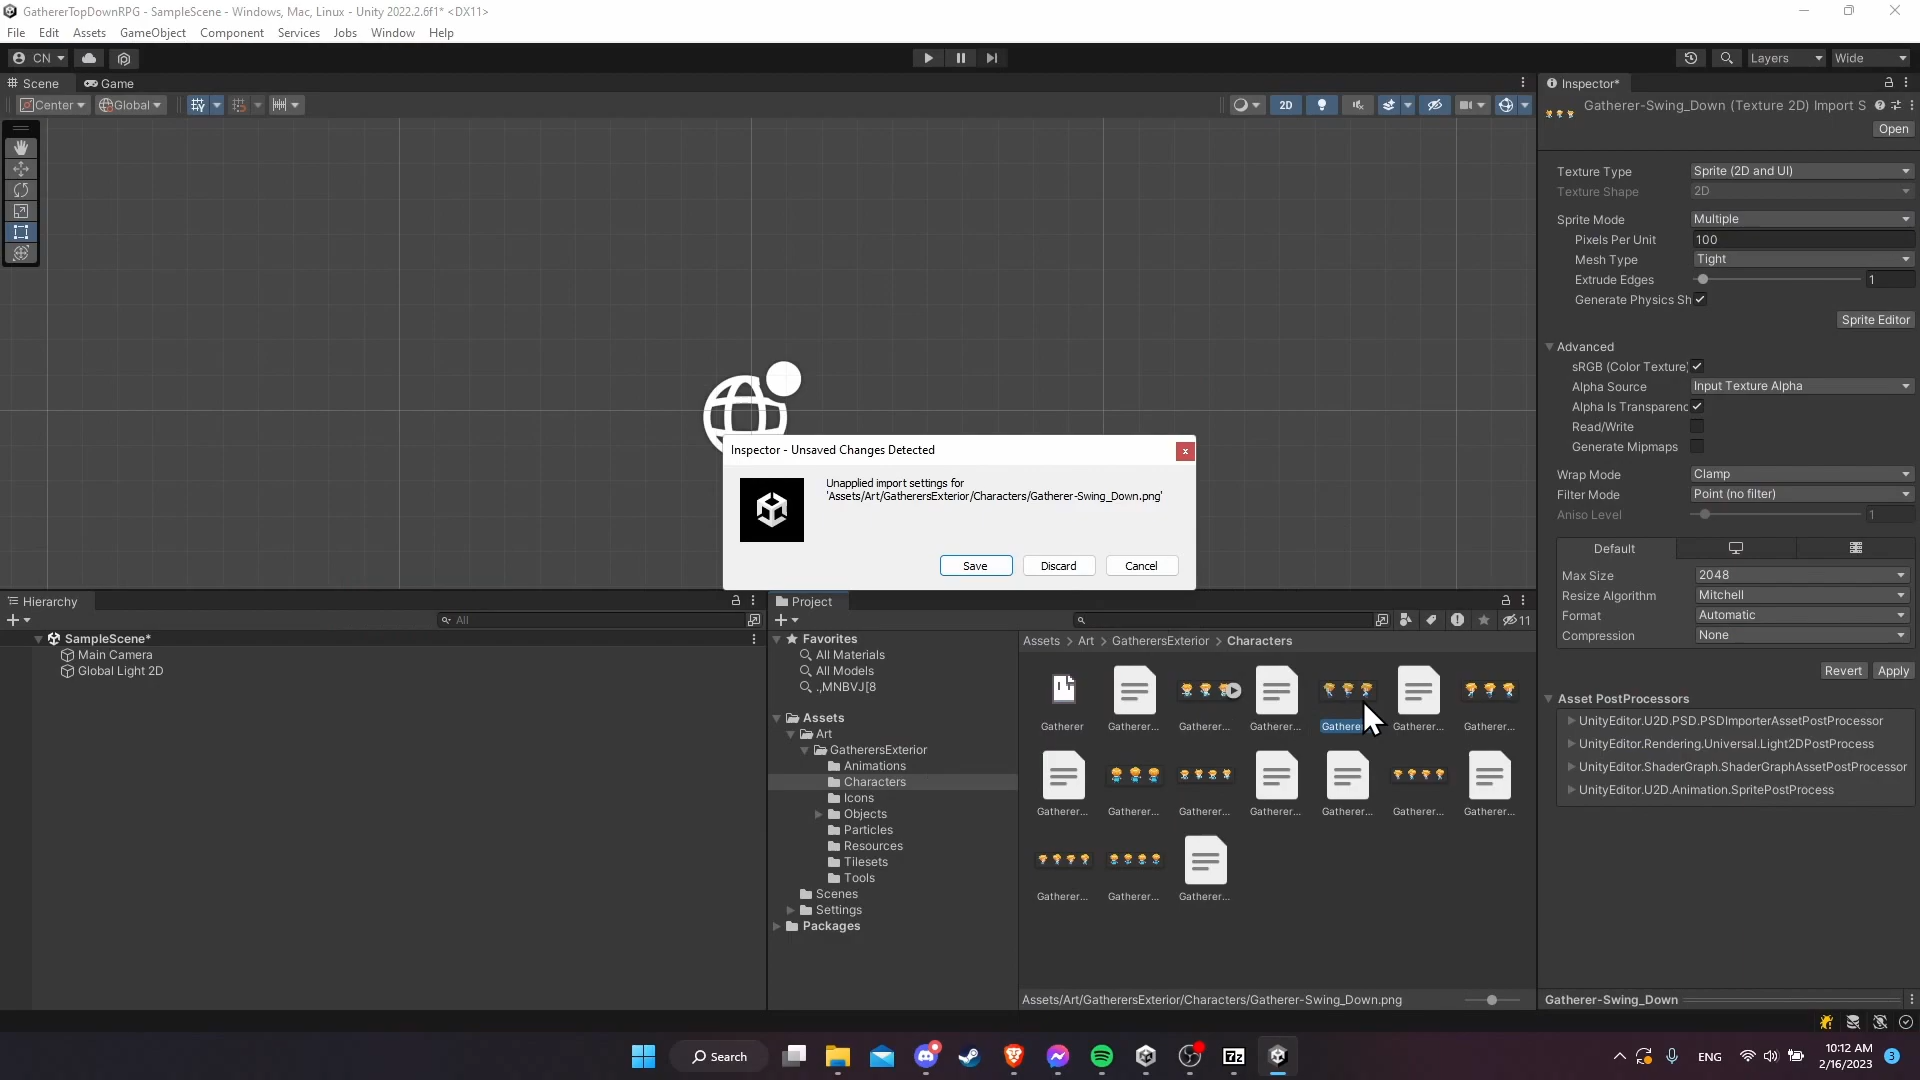 GathererTopDownRPG - SampleScene - Windows, Mac, Linux - Unity 2022.2.6f1* <DX11>
File Edit Assets GameObject Component Services Jobs Window Help
CN
Layers Wide
Scene Game
Center Global
2D
Inspector*
Gatherer-Swing_Down (Texture 2D) Import S
Open
Texture Type Sprite (2D and UI)
Texture Shape 2D
Sprite Mode Multiple
Pixels Per Unit 100
Mesh Type Tight
Extrude Edges 1
Generate Physics Sh
Sprite Editor
Advanced
sRGB (Color Texture)
Alpha Source Input Texture Alpha
Alpha Is Transparenc
Read/Write
Generate Mipmaps
Wrap Mode Clamp
Filter Mode Point (no filter)
Aniso Level 1
Default
Max Size 2048
Resize Algorithm Mitchell
Format Automatic
Compression None
Revert Apply
Asset PostProcessors
UnityEditor.U2D.PSD.PSDImporterAssetPostProcessor
UnityEditor.Rendering.Universal.Light2DPostProcess
UnityEditor.ShaderGraph.ShaderGraphAssetPostProcessor
UnityEditor.U2D.Animation.SpritePostProcess
Gatherer-Swing_Down
Inspector - Unsaved Changes Detected
x
Unapplied import settings for
'Assets/Art/GatherersExterior/Characters/Gatherer-Swing_Down.png'
Save Discard Cancel
Hierarchy
All
SampleScene*
Main Camera
Global Light 2D
Project
11
Favorites
All Materials
All Models
.,MNBVJ[8
Assets
Art
GatherersExterior
Animations
Characters
Icons
Objects
Particles
Resources
Tilesets
Tools
Scenes
Settings
Packages
Assets > Art > GatherersExterior > Characters
Gatherer Gatherer... Gatherer... Gatherer... Gathere Gatherer... Gatherer...
Gatherer... Gatherer... Gatherer... Gatherer... Gatherer... Gatherer... Gatherer...
Gatherer... Gatherer... Gatherer...
Assets/Art/GatherersExterior/Characters/Gatherer-Swing_Down.png
Search
7z
ENG
10:12 AM
2/16/2023
3